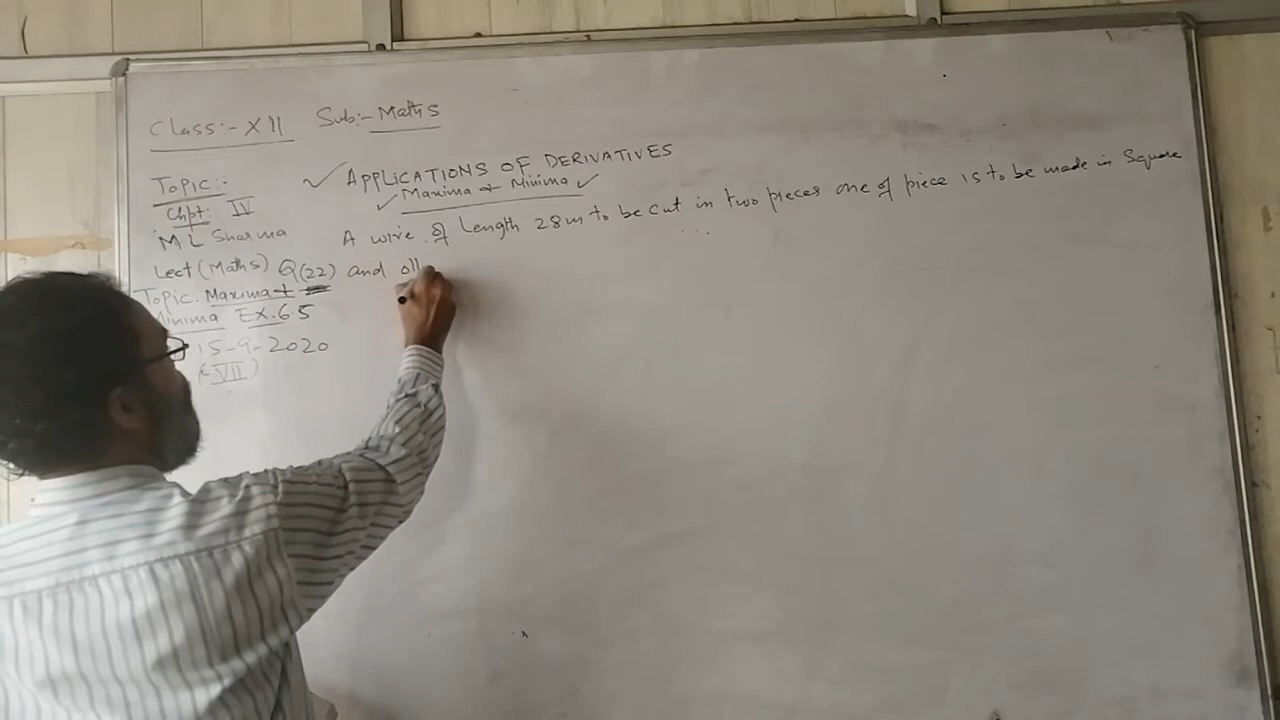 Class:- XII Sub:- Maths
Topic:- ✓ APPLICATIONS OF DERIVATIVES
✓ Maxima + Minima ✓
Chpt: IV
ML Sharma
A wire of Length 28m to be cut in two pieces one of piece is to be made in Square
Lect (Maths) Q(22) and
Topic. Maxima +
Minima EX. 6.5
15-9-2020
(VII)